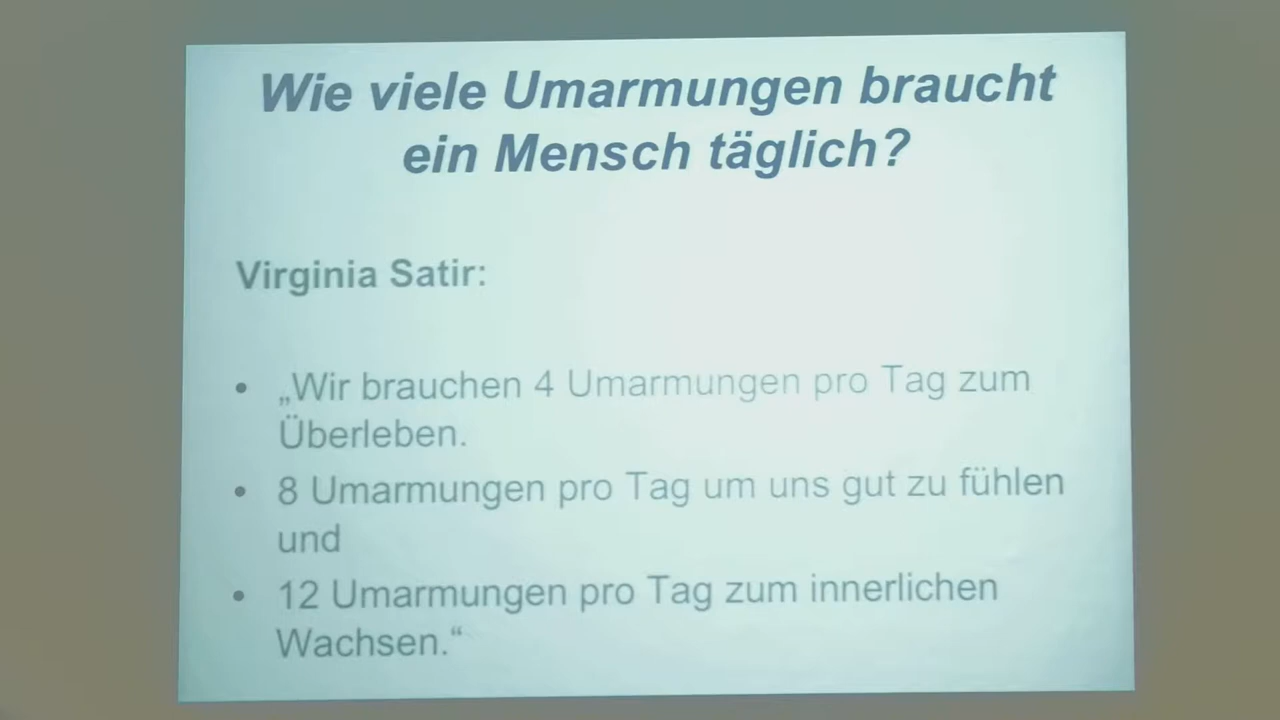 Wie viele Umarmungen braucht
ein Mensch täglich?
Virginia Satir:
• „Wir brauchen 4 Umarmungen pro Tag zum
Überleben.
• 8 Umarmungen pro Tag um uns gut zu fühlen
und
• 12 Umarmungen pro Tag zum innerlichen
Wachsen.“